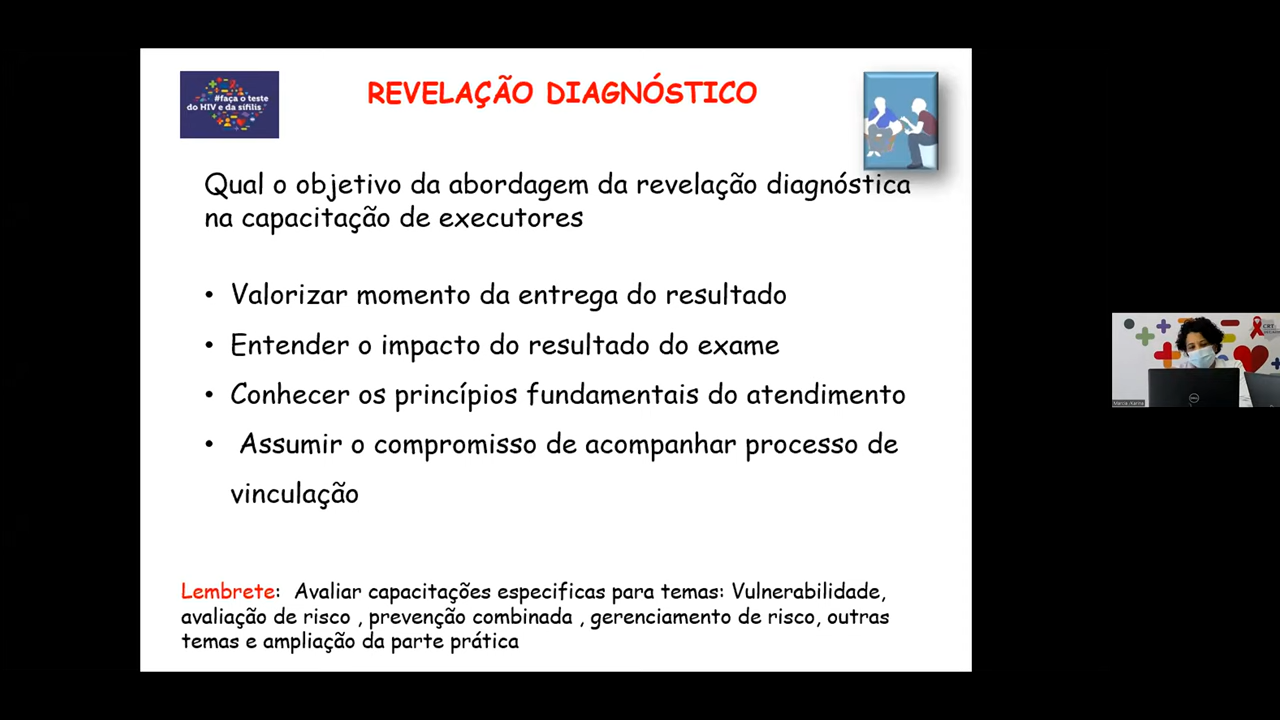 #faça o teste
do HIV e da sífilis
REVELAÇÃO DIAGNÓSTICO
Qual o objetivo da abordagem da revelação diagnóstica
na capacitação de executores
• Valorizar momento da entrega do resultado
• Entender o impacto do resultado do exame
• Conhecer os princípios fundamentais do atendimento
• Assumir o compromisso de acompanhar processo de
vinculação
Lembrete: Avaliar capacitações especificas para temas: Vulnerabilidade,
avaliação de risco , prevenção combinada , gerenciamento de risco, outras
temas e ampliação da parte prática
CRT